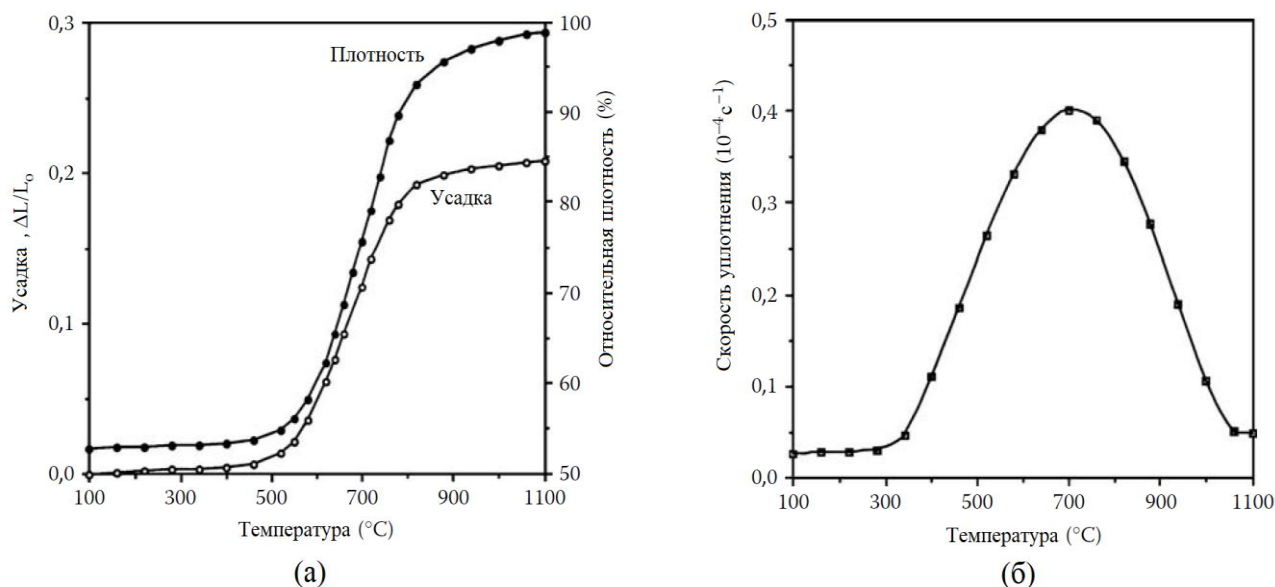 0,3
0,2
0,1
0,0
Усадка , ΔL/L₀
100
90
80
70
60
50
Относительная плотность (%)
Плотность
Усадка
100 300 500 700 900 1100
Температура (°C)
(а)
0,5
0,4
0,3
0,2
0,1
0,0
Скорость уплотнения (10⁻⁴с⁻¹)
100 300 500 700 900 1100
Температура (°C)
(б)